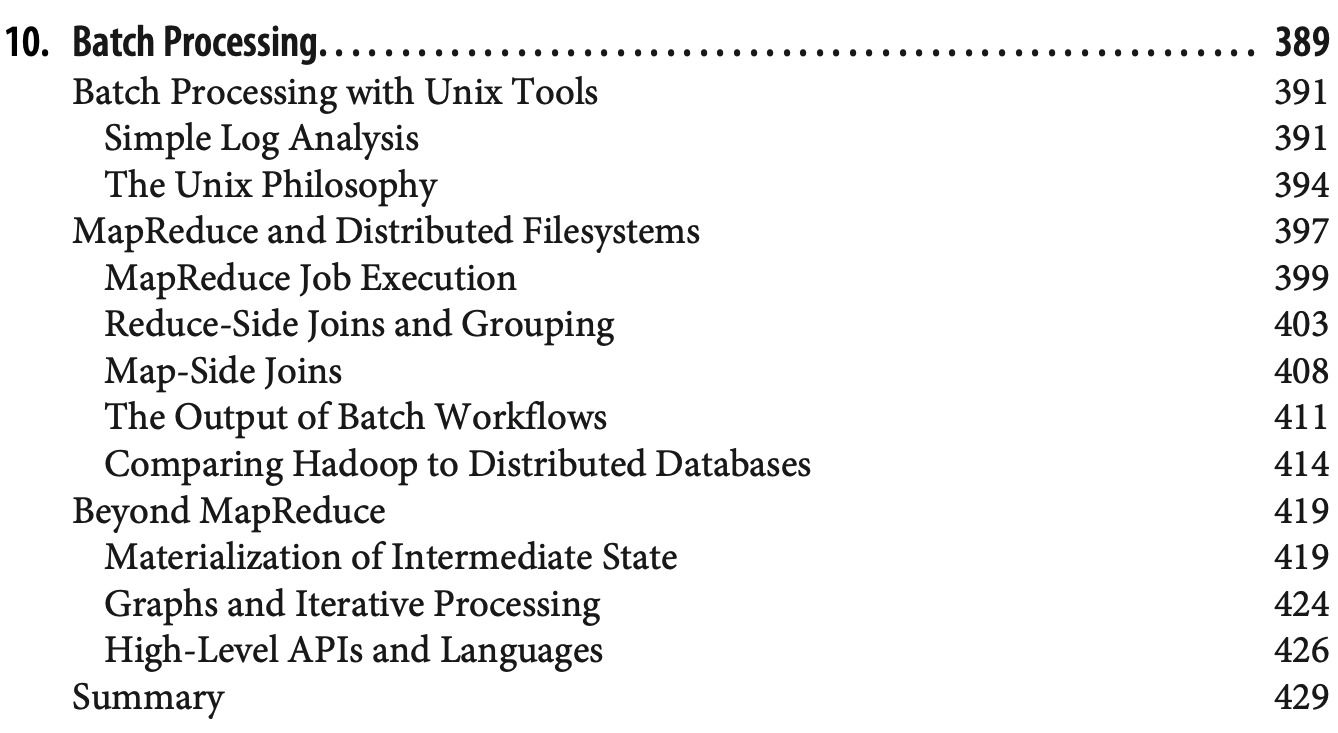 10. Batch Processing. . . . . . . . . . . . . . . . . . . . . . . . . . . . . . . . . . . . . . . . . . . . . . . . . . . . . . . . . . 389
Batch Processing with Unix Tools 391
Simple Log Analysis 391
The Unix Philosophy 394
MapReduce and Distributed Filesystems 397
MapReduce Job Execution 399
Reduce-Side Joins and Grouping 403
Map-Side Joins 408
The Output of Batch Workflows 411
Comparing Hadoop to Distributed Databases 414
Beyond MapReduce 419
Materialization of Intermediate State 419
Graphs and Iterative Processing 424
High-Level APIs and Languages 426
Summary 429